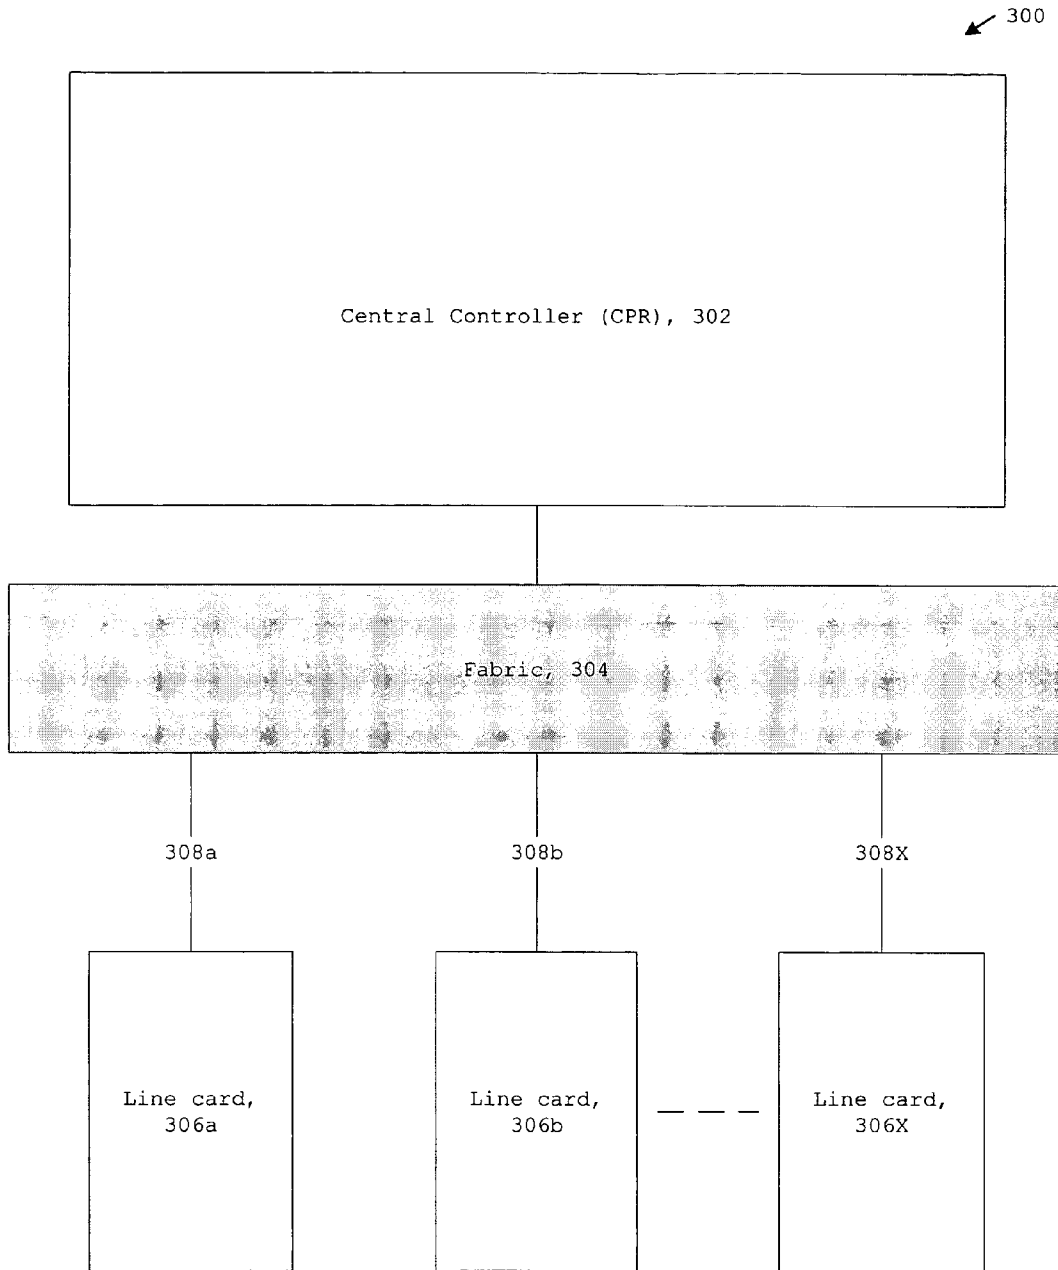 300
Central Controller (CPR), 302
Fabric, 304
308a
308b
308X
Line card,
306a
Line card,
306b
Line card,
306X